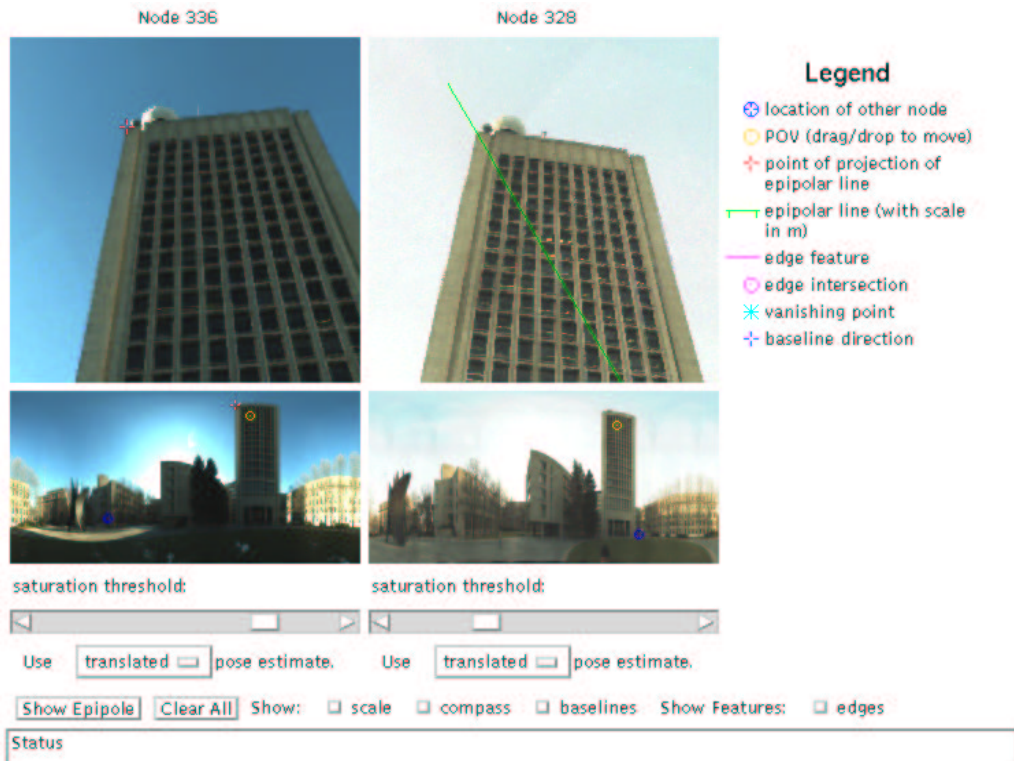 Node 336
Node 328
Legend
location of other node
POV (drag/drop to move)
point of projection of
epipolar line
epipolar line (with scale
in m)
edge feature
edge intersection
vanishing point
baseline direction
saturation threshold:
saturation threshold:
Use translated pose estimate.
Use translated pose estimate.
Show Epipole Clear All Show: scale compass baselines Show Features: edges
Status